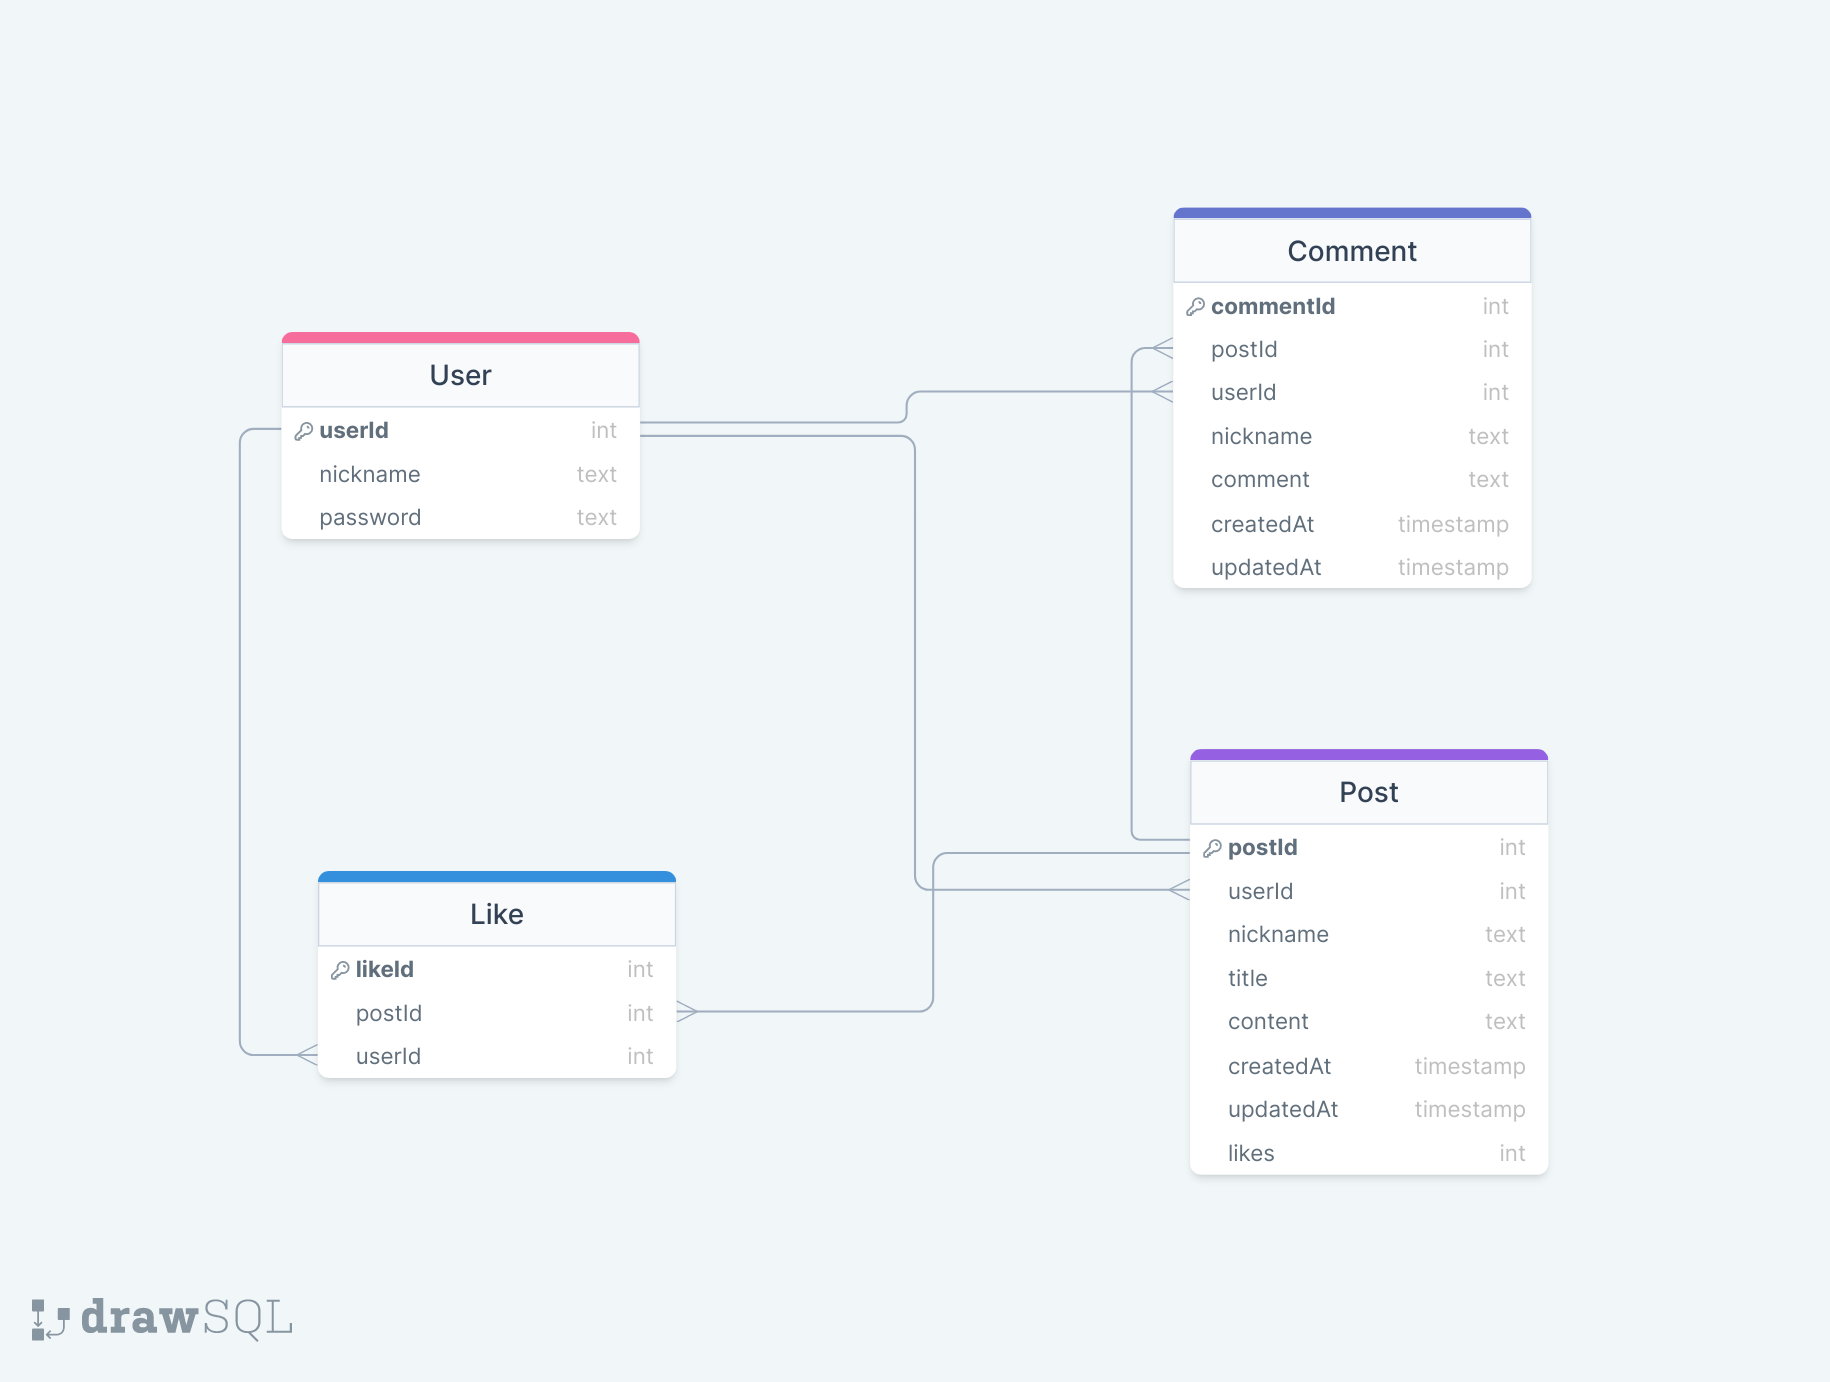 User
userId int
nickname text
password text
Comment
commentId int
postId int
userId int
nickname text
comment text
createdAt timestamp
updatedAt timestamp
Like
likeId int
postId int
userId int
Post
postId int
userId int
nickname text
title text
content text
createdAt timestamp
updatedAt timestamp
likes int
drawSQL